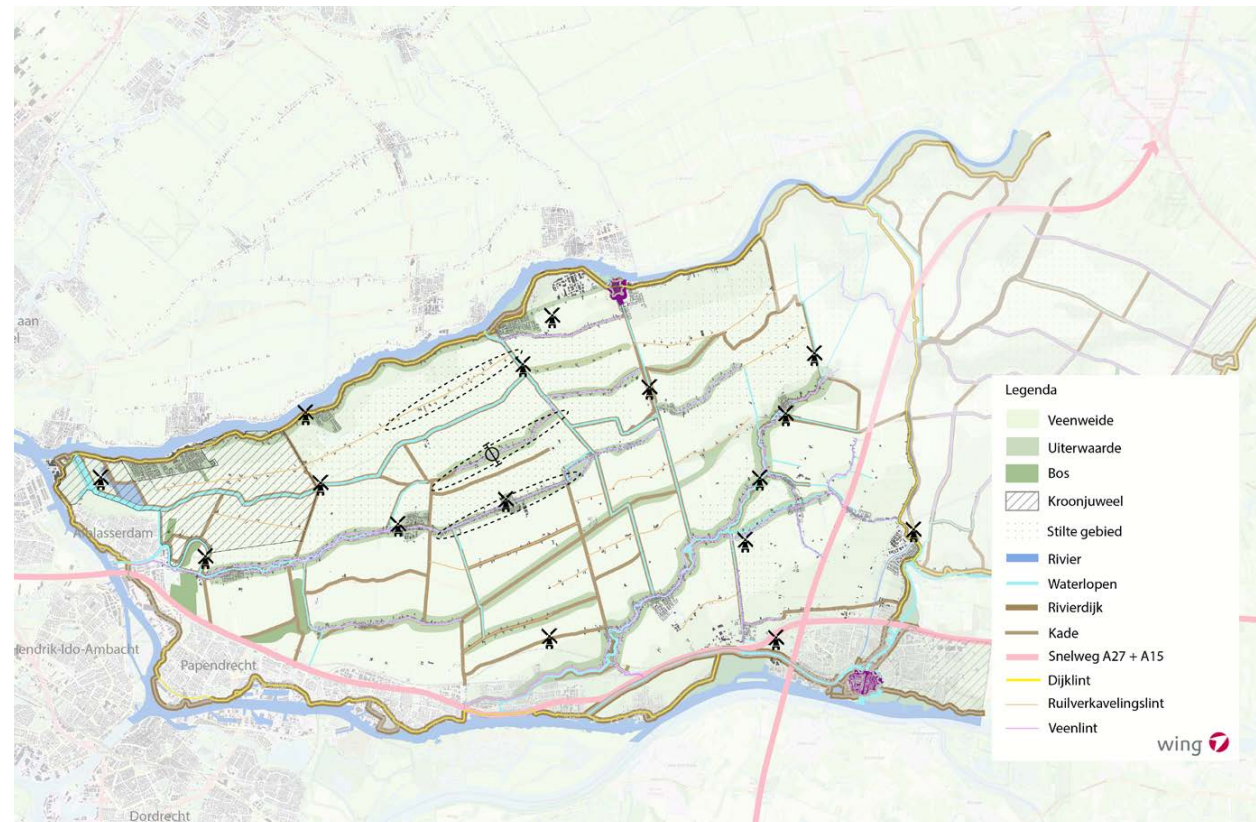 aan
el
Alblasserdam
Hendrik-Ido-Ambacht
Papendrecht
Dordrecht
Legenda
Veenweide
Uiterwaarde
Bos
Kroonjuweel
Stilte gebied
Rivier
Waterlopen
Rivierdijk
Kade
Snelweg A27 + A15
Dijklint
Ruilverkavelingslint
Veenlint
wing